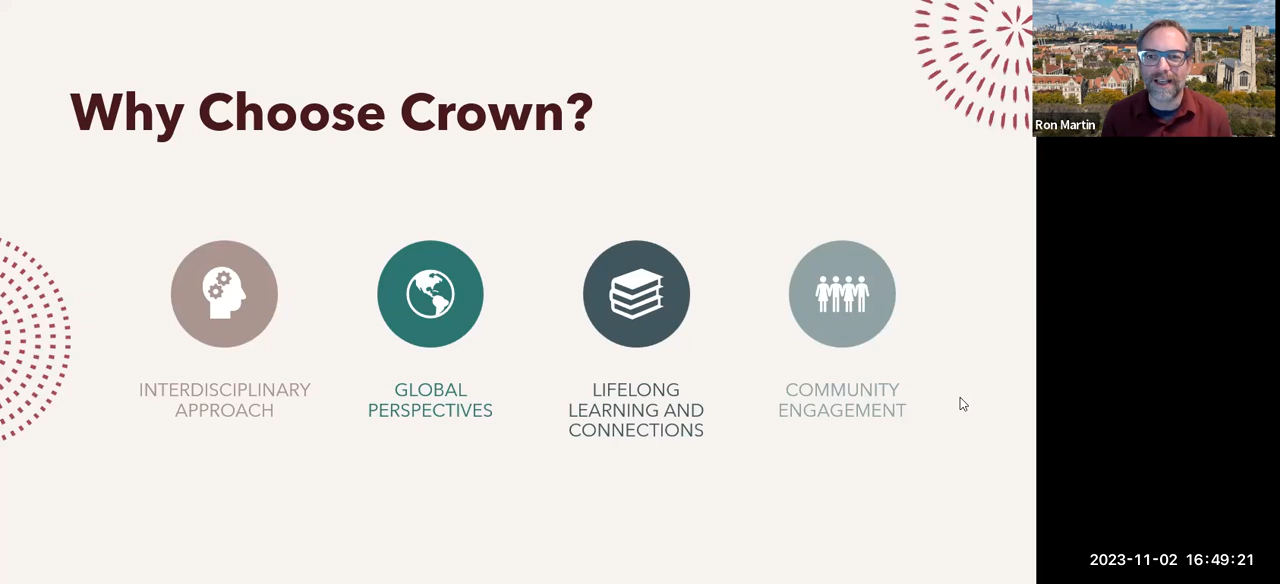 Why Choose Crown?
Ron Martin
INTERDISCIPLINARY
APPROACH
GLOBAL
PERSPECTIVES
LIFELONG
LEARNING AND
CONNECTIONS
COMMUNITY
ENGAGEMENT
2023-11-02 16:49:21